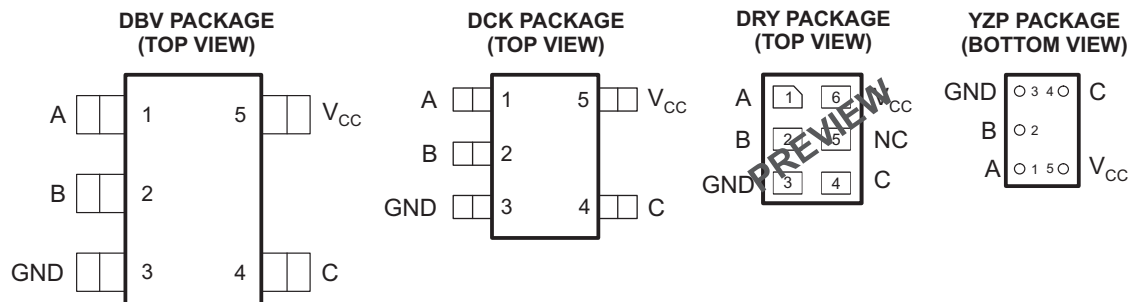 DBV PACKAGE
(TOP VIEW)
A 1 5 VCC
B 2
GND 3 4 C
DCK PACKAGE
(TOP VIEW)
A 1 5 VCC
B 2
GND 3 4 C
DRY PACKAGE
(TOP VIEW)
A 1 6 VCC
B 2 5 NC
GND 3 4 C
PREVIEW
YZP PACKAGE
(BOTTOM VIEW)
GND 3 4 C
B 2
A 1 5 VCC